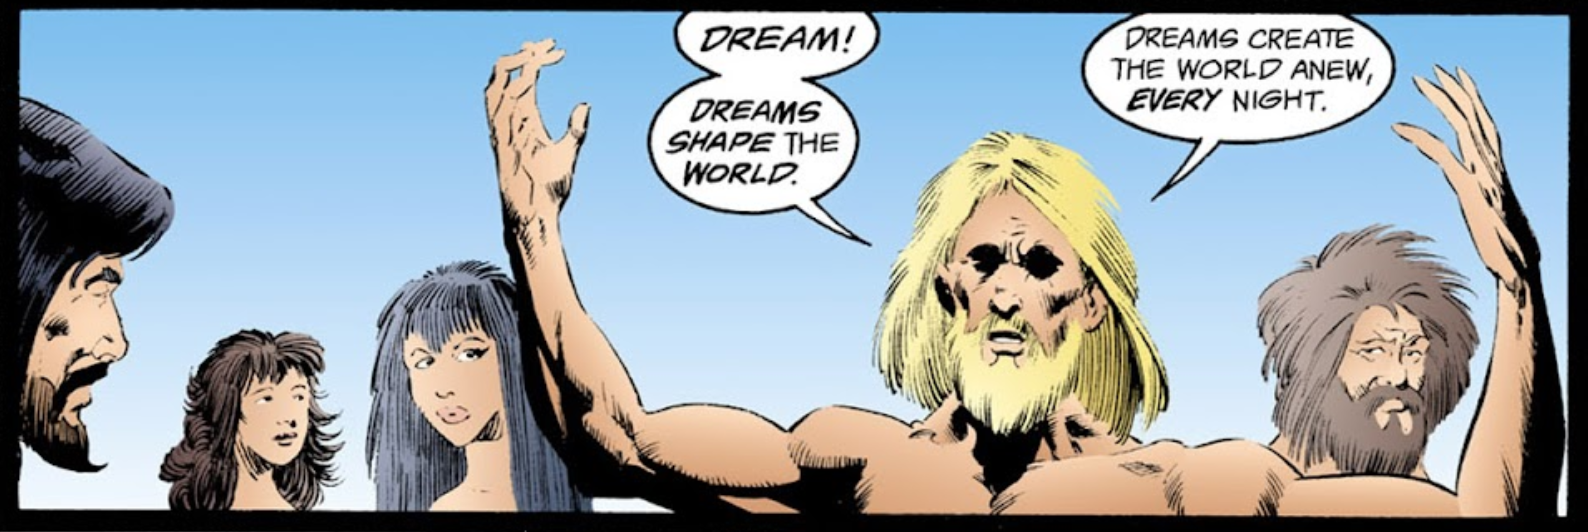 DREAM!
DREAMS
SHAPE THE
WORLD.
DREAMS CREATE
THE WORLD ANEW,
EVERY NIGHT.